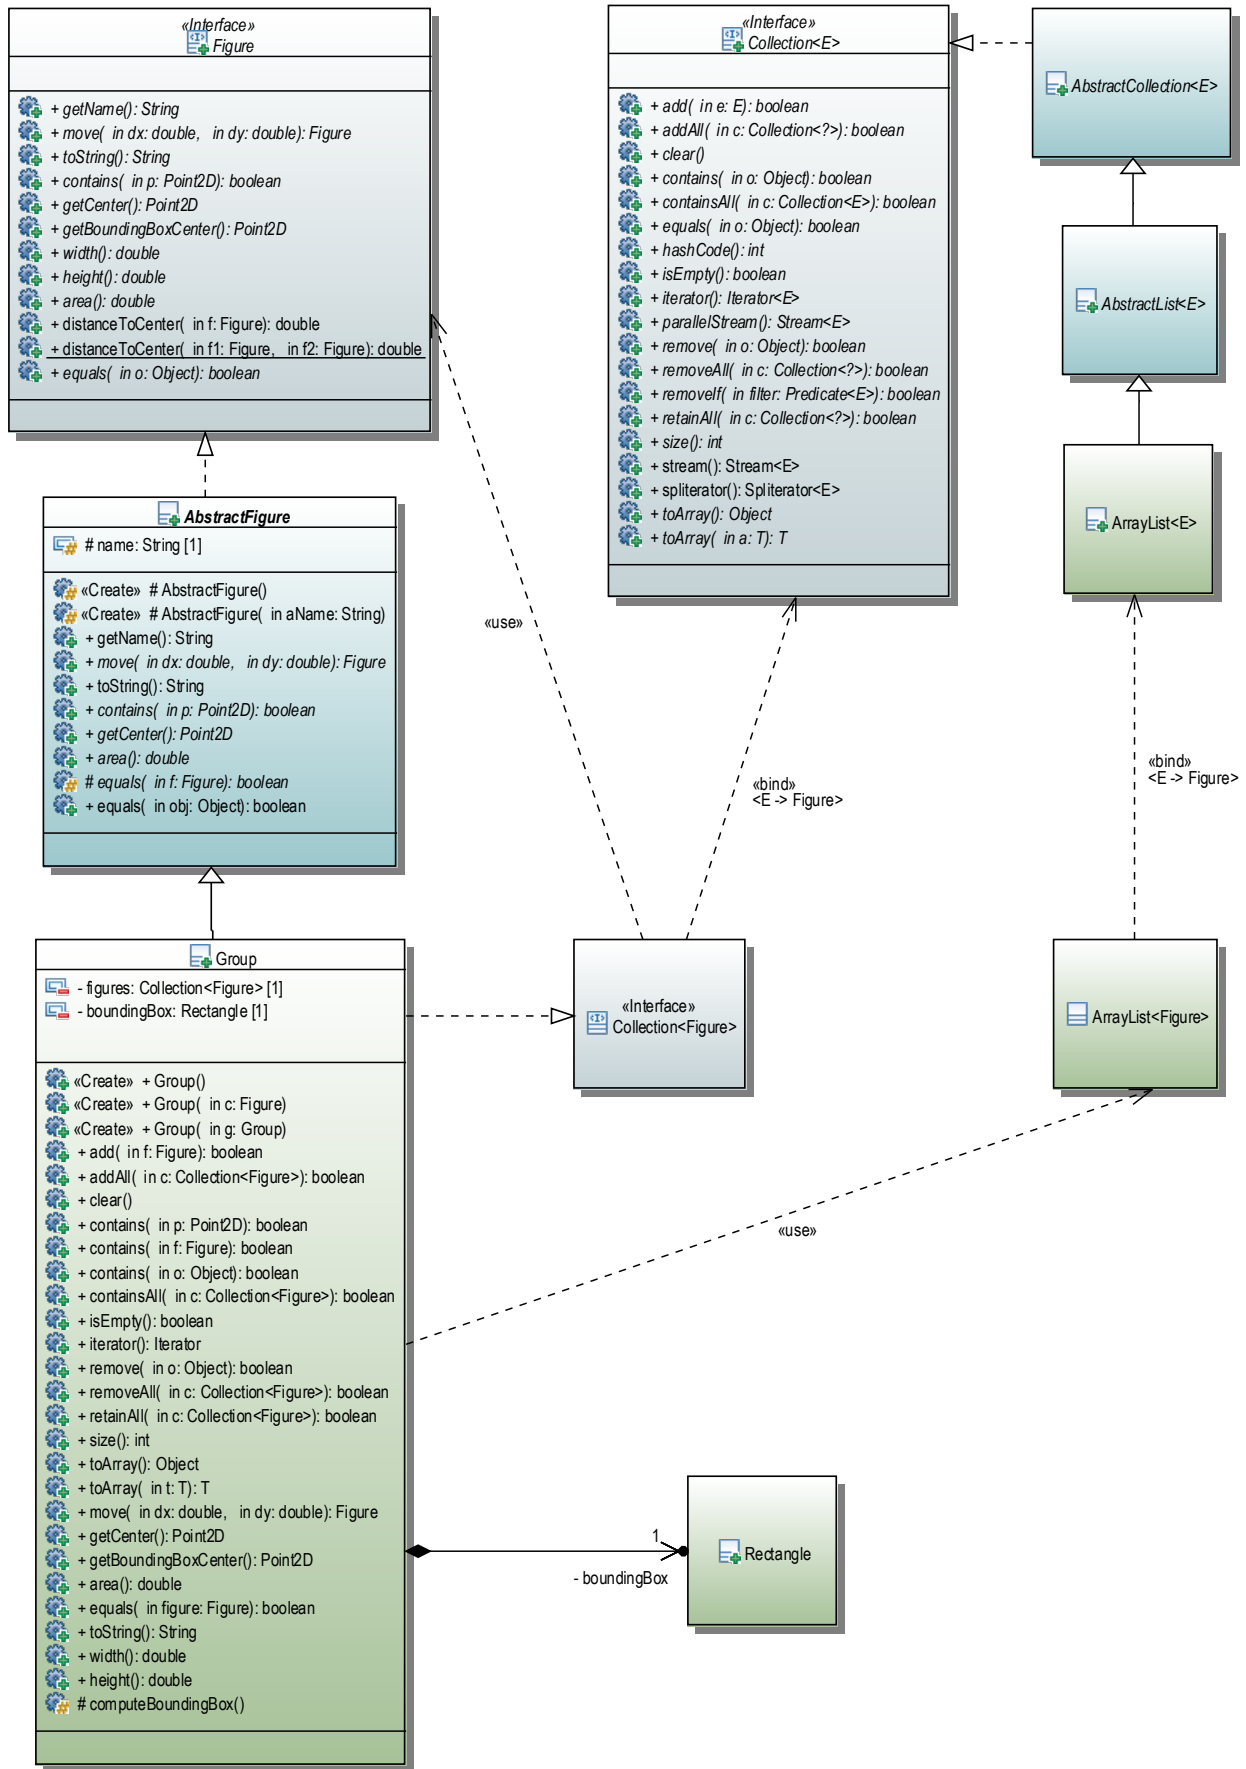 «Interface»
Figure
+ getName(): String
+ move( in dx: double, in dy: double): Figure
+ toString(): String
+ contains( in p: Point2D): boolean
+ getCenter(): Point2D
+ getBoundingBoxCenter(): Point2D
+ width(): double
+ height(): double
+ area(): double
+ distanceToCenter( in f: Figure): double
+ distanceToCenter( in f1: Figure, in f2: Figure): double
+ equals( in o: Object): boolean
«Interface»
Collection<E>
+ add( in e: E): boolean
+ addAll( in c: Collection<?>): boolean
+ clear()
+ contains( in o: Object): boolean
+ containsAll( in c: Collection<E>): boolean
+ equals( in o: Object): boolean
+ hashCode(): int
+ isEmpty(): boolean
+ iterator(): Iterator<E>
+ parallelStream(): Stream<E>
+ remove( in o: Object): boolean
+ removeAll( in c: Collection<?>): boolean
+ removeIf( in filter: Predicate<E>): boolean
+ retainAll( in c: Collection<?>): boolean
+ size(): int
+ stream(): Stream<E>
+ spliterator(): Spliterator<E>
+ toArray(): Object
+ toArray( in a: T): T
AbstractCollection<E>
AbstractList<E>
ArrayList<E>
AbstractFigure
# name: String [1]
«Create» # AbstractFigure()
«Create» # AbstractFigure( in aName: String)
+ getName(): String
+ move( in dx: double, in dy: double): Figure
+ toString(): String
+ contains( in p: Point2D): boolean
+ getCenter(): Point2D
+ area(): double
# equals( in f: Figure): boolean
+ equals( in obj: Object): boolean
«use»
«bind»
<E -> Figure>
«bind»
<E -> Figure>
Group
- figures: Collection<Figure> [1]
- boundingBox: Rectangle [1]
«Create» + Group()
«Create» + Group( in c: Figure)
«Create» + Group( in g: Group)
+ add( in f: Figure): boolean
+ addAll( in c: Collection<Figure>): boolean
+ clear()
+ contains( in p: Point2D): boolean
+ contains( in f: Figure): boolean
+ contains( in o: Object): boolean
+ containsAll( in c: Collection<Figure>): boolean
+ isEmpty(): boolean
+ iterator(): Iterator
+ remove( in o: Object): boolean
+ removeAll( in c: Collection<Figure>): boolean
+ retainAll( in c: Collection<Figure>): boolean
+ size(): int
+ toArray(): Object
+ toArray( in t: T): T
+ move( in dx: double, in dy: double): Figure
+ getCenter(): Point2D
+ getBoundingBoxCenter(): Point2D
+ area(): double
+ equals( in figure: Figure): boolean
+ toString(): String
+ width(): double
+ height(): double
# computeBoundingBox()
«Interface»
Collection<Figure>
ArrayList<Figure>
«use»
1
- boundingBox
Rectangle